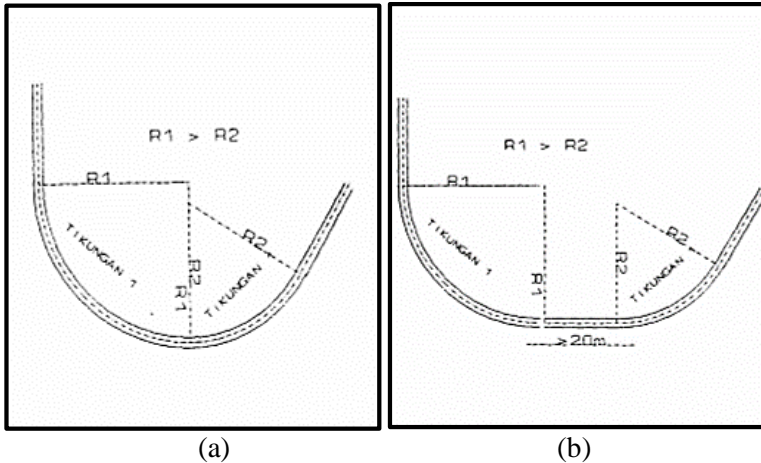 R1 > R2
R1
TIKUNGAN 1
R1
R2
TIKUNGAN
R2
(a)
R1 > R2
R1
TIKUNGAN 1
R1
R2
TIKUNGAN
R2
>20m
(b)